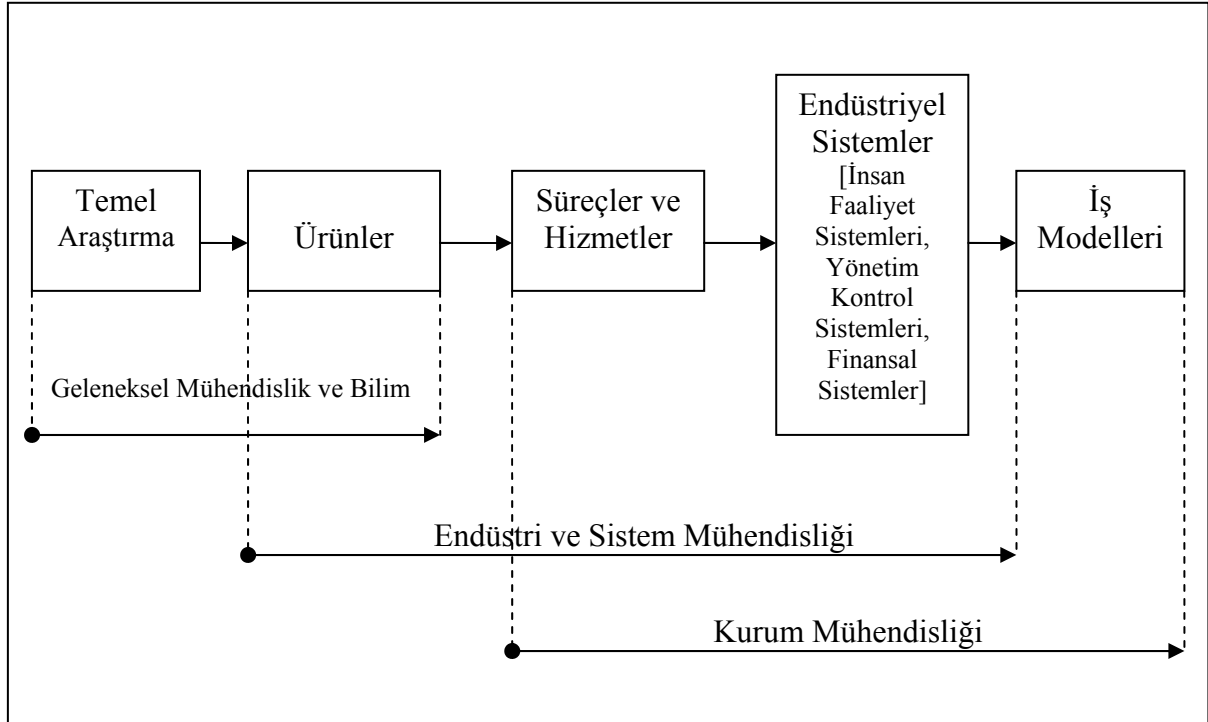 Temel
Araştırma
Ürünler
Süreçler ve
Hizmetler
Endüstriyel
Sistemler
[İnsan
Faaliyet
Sistemleri,
Yönetim
Kontrol
Sistemleri,
Finansal
Sistemler]
İş
Modelleri
Geleneksel Mühendislik ve Bilim
Endüstri ve Sistem Mühendisliği
Kurum Mühendisliği